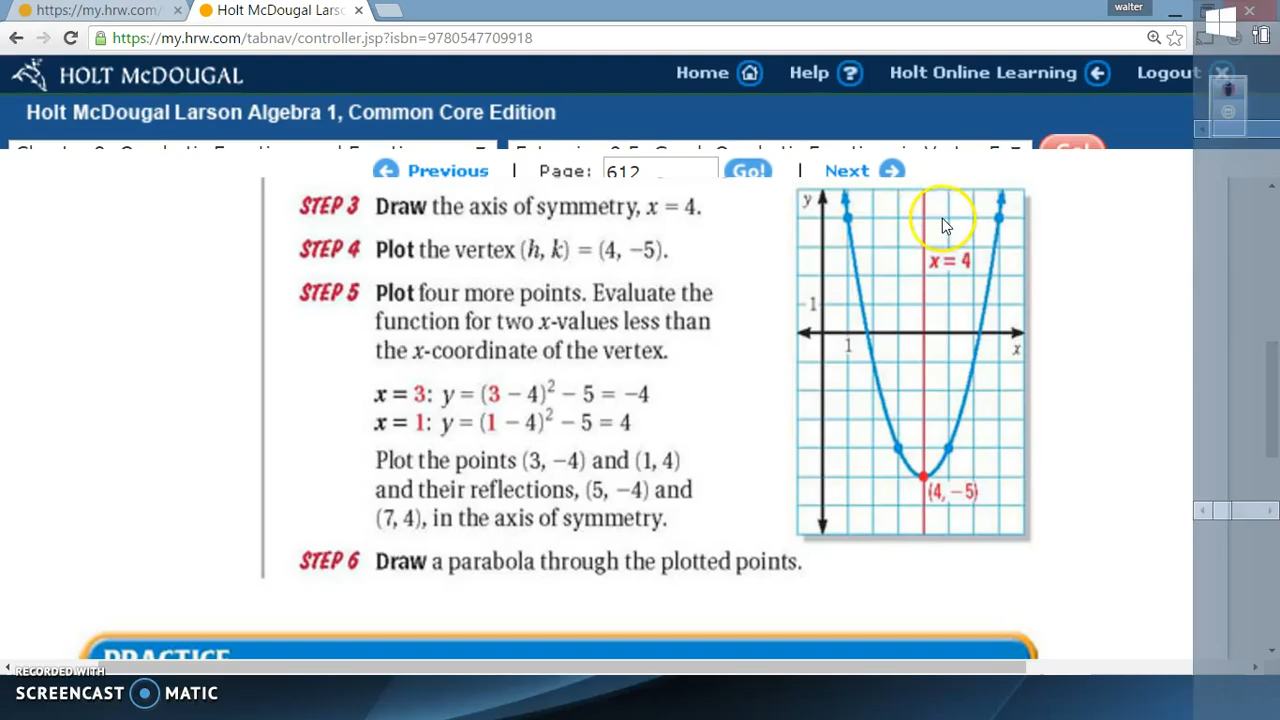 https://my.hrw.com/tabnav/ ×
Holt McDougal Lars ×
walter
https://my.hrw.com/tabnav/controller.jsp?isbn=9780547709918
HOLT McDOUGAL
Home Help ? Holt Online Learning Logout
Holt McDougal Larson Algebra 1, Common Core Edition
Previous | Page: 612 Go! | Next
STEP 3 Draw the axis of symmetry, x = 4.
STEP 4 Plot the vertex (h, k) = (4, −5).
STEP 5 Plot four more points. Evaluate the
function for two x-values less than
the x-coordinate of the vertex.
x = 3: y = (3 − 4)² − 5 = −4
x = 1: y = (1 − 4)² − 5 = 4
Plot the points (3, −4) and (1, 4)
and their reflections, (5, −4) and
(7, 4), in the axis of symmetry.
STEP 6 Draw a parabola through the plotted points.
y
x = 4
1
1
x
(4, −5)
PRACTICE
RECORDED WITH
SCREENCAST MATIC